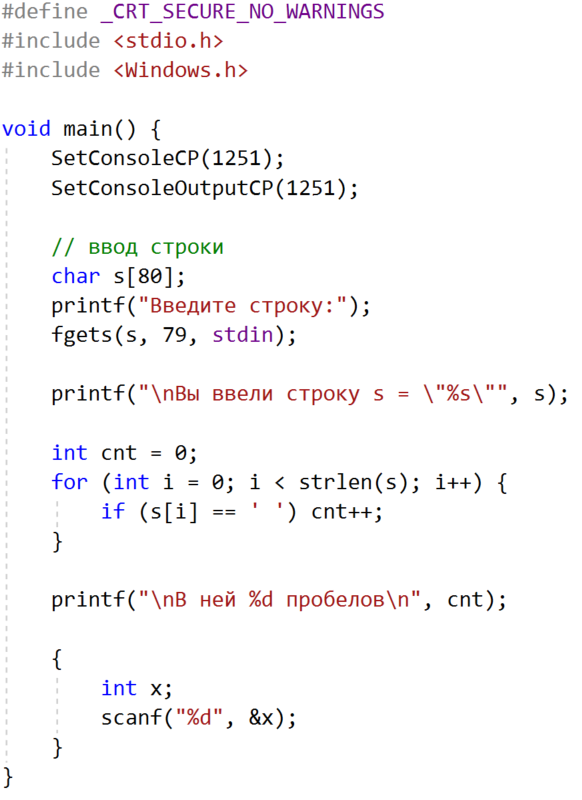 #define _CRT_SECURE_NO_WARNINGS
#include <stdio.h>
#include <Windows.h>
void main() {
SetConsoleCP(1251);
SetConsoleOutputCP(1251);
// ввод строки
char s[80];
printf("Введите строку:");
fgets(s, 79, stdin);
printf("\nВы ввели строку s = \"%s\"", s);
int cnt = 0;
for (int i = 0; i < strlen(s); i++) {
if (s[i] == ' ') cnt++;
}
printf("\nВ ней %d пробелов\n", cnt);
{
int x;
scanf("%d", &x);
}
}